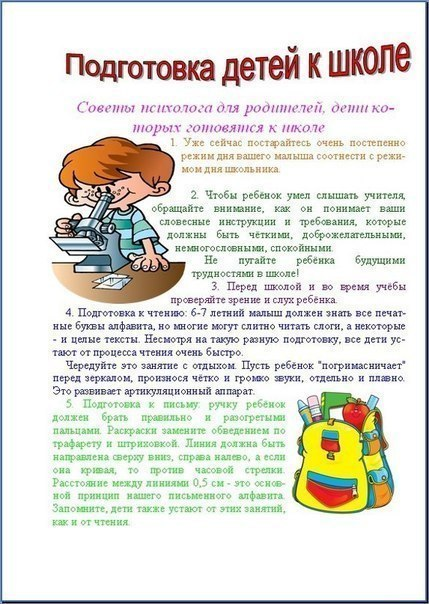 Подготовка детей к школе
Советы психолога для родителей, дети ко-
торых готовятся к школе
1. Уже сейчас постарайтесь очень постепенно
режим дня вашего малыша соотнести с режи-
мом дня школьника.
2. Чтобы ребёнок умел слышать учителя,
обращайте внимание, как он понимает ваши
словесные инструкции и требования, которые
должны быть чёткими, доброжелательными,
немногословными, спокойными.
Не пугайте ребёнка будущими
трудностями в школе!
3. Перед школой и во время учёбы
проверяйте зрение и слух ребёнка.
4. Подготовка к чтению: 6-7 летний малыш должен знать все печат-
ные буквы алфавита, но многие могут слитно читать слоги, а некоторые
- и целые тексты. Несмотря на такую разную подготовку, все дети ус-
тают от процесса чтения очень быстро.
Чередуйте это занятие с отдыхом. Пусть ребёнок "погримасничает"
перед зеркалом, произнося чётко и громко звуки, отдельно и плавно.
Это развивает артикуляционный аппарат.
5. Подготовка к письму: ручку ребёнок
должен брать правильно и разогретыми
пальцами. Раскраски замените обведением по
трафарету и штриховкой. Линия должна быть
направлена сверху вниз, справа налево, а если
она кривая, то против часовой стрелки.
Расстояние между линиями 0,5 см - это основ-
ной принцип нашего письменного алфавита.
Запомните, дети также устают от этих занятий,
как и от чтения.